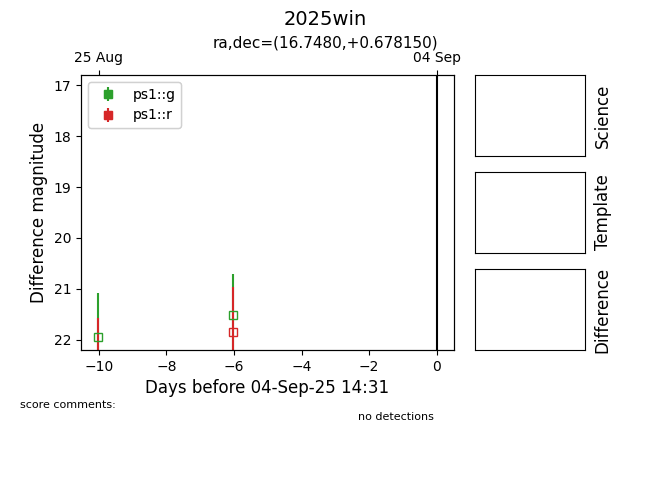 2025win
ra,dec=(16.7480,+0.678150)
25 Aug
04 Sep
17
18
19
20
21
22
Difference magnitude
ps1::g
ps1::r
−10
−8
−6
−4
−2
0
Days before 04-Sep-25 14:31
Science
Template
Difference
score comments:
no detections